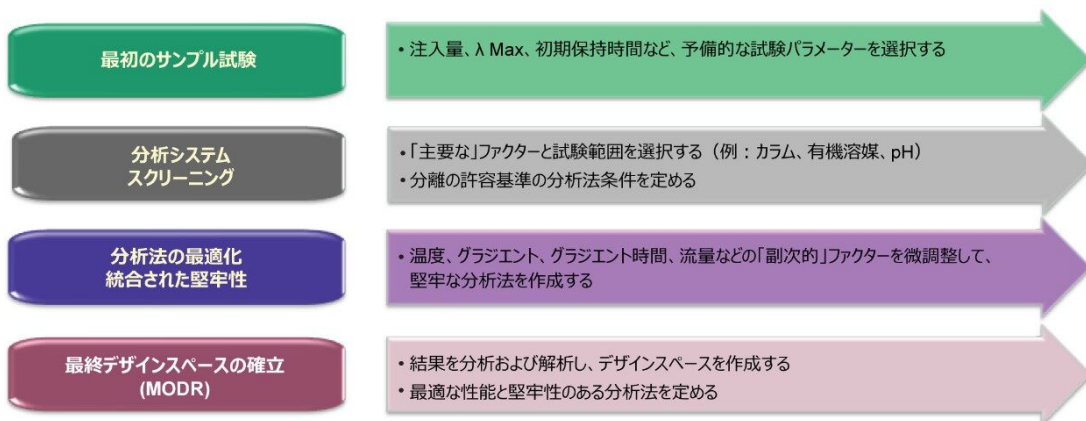 最初のサンプル試験
• 注入量、λ Max、初期保持時間など、予備的な試験パラメーターを選択する
分析システム
スクリーニング
• 「主要な」ファクターと試験範囲を選択する（例：カラム、有機溶媒、pH）
• 分離の許容基準の分析法条件を定める
分析法の最適化
統合された堅牢性
• 温度、グラジエント、グラジエント時間、流量などの「副次的」ファクターを微調整して、
堅牢な分析法を作成する
最終デザインスペースの確立
(MODR)
• 結果を分析および解析し、デザインスペースを作成する
• 最適な性能と堅牢性のある分析法を定める